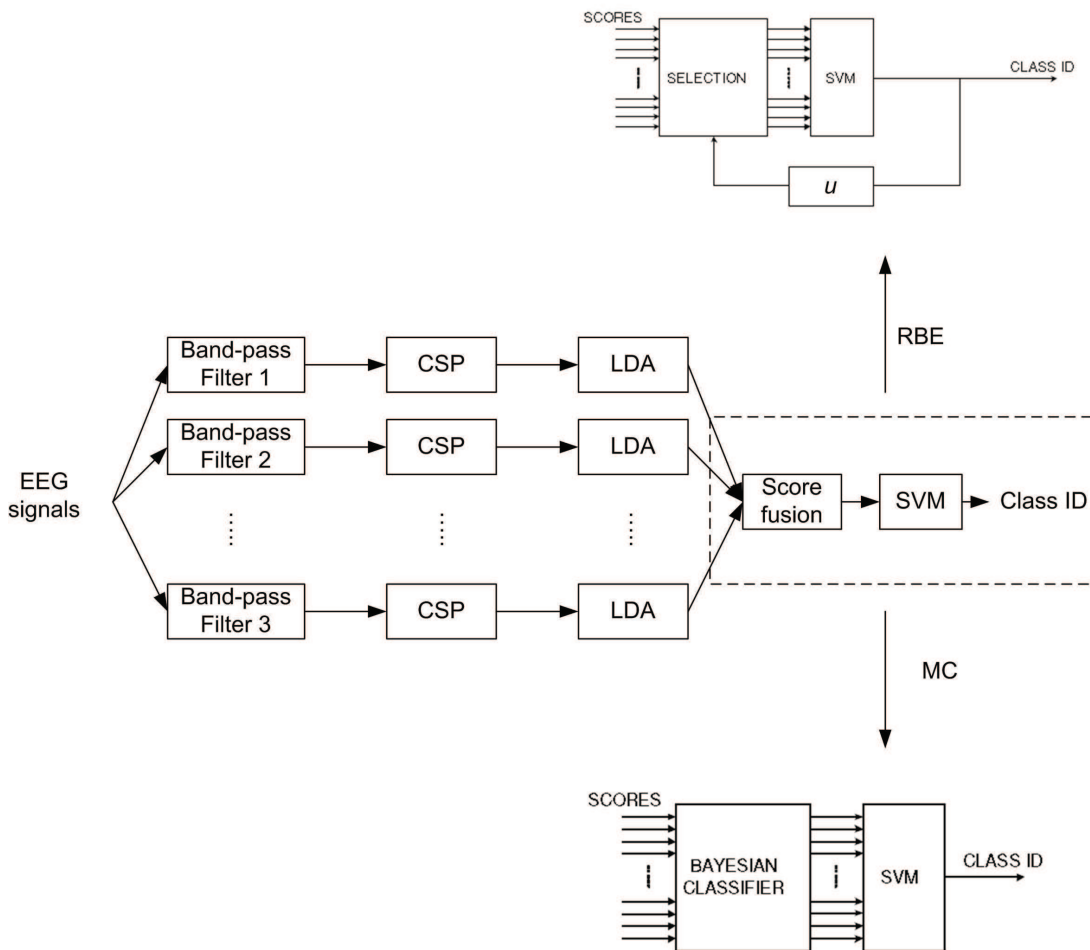 SCORES
SELECTION
SVM
CLASS ID
u
RBE
Band-pass
Filter 1
CSP
LDA
Band-pass
Filter 2
CSP
LDA
EEG
signals
Score
fusion
SVM
Class ID
Band-pass
Filter 3
CSP
LDA
MC
SCORES
BAYESIAN
CLASSIFIER
SVM
CLASS ID